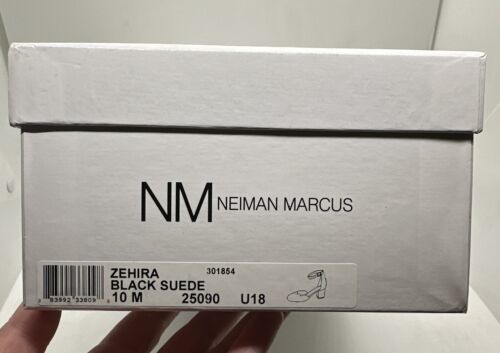 NM NEIMAN MARCUS
ZEHIRA 301854
BLACK SUEDE
10 M 25090 U18